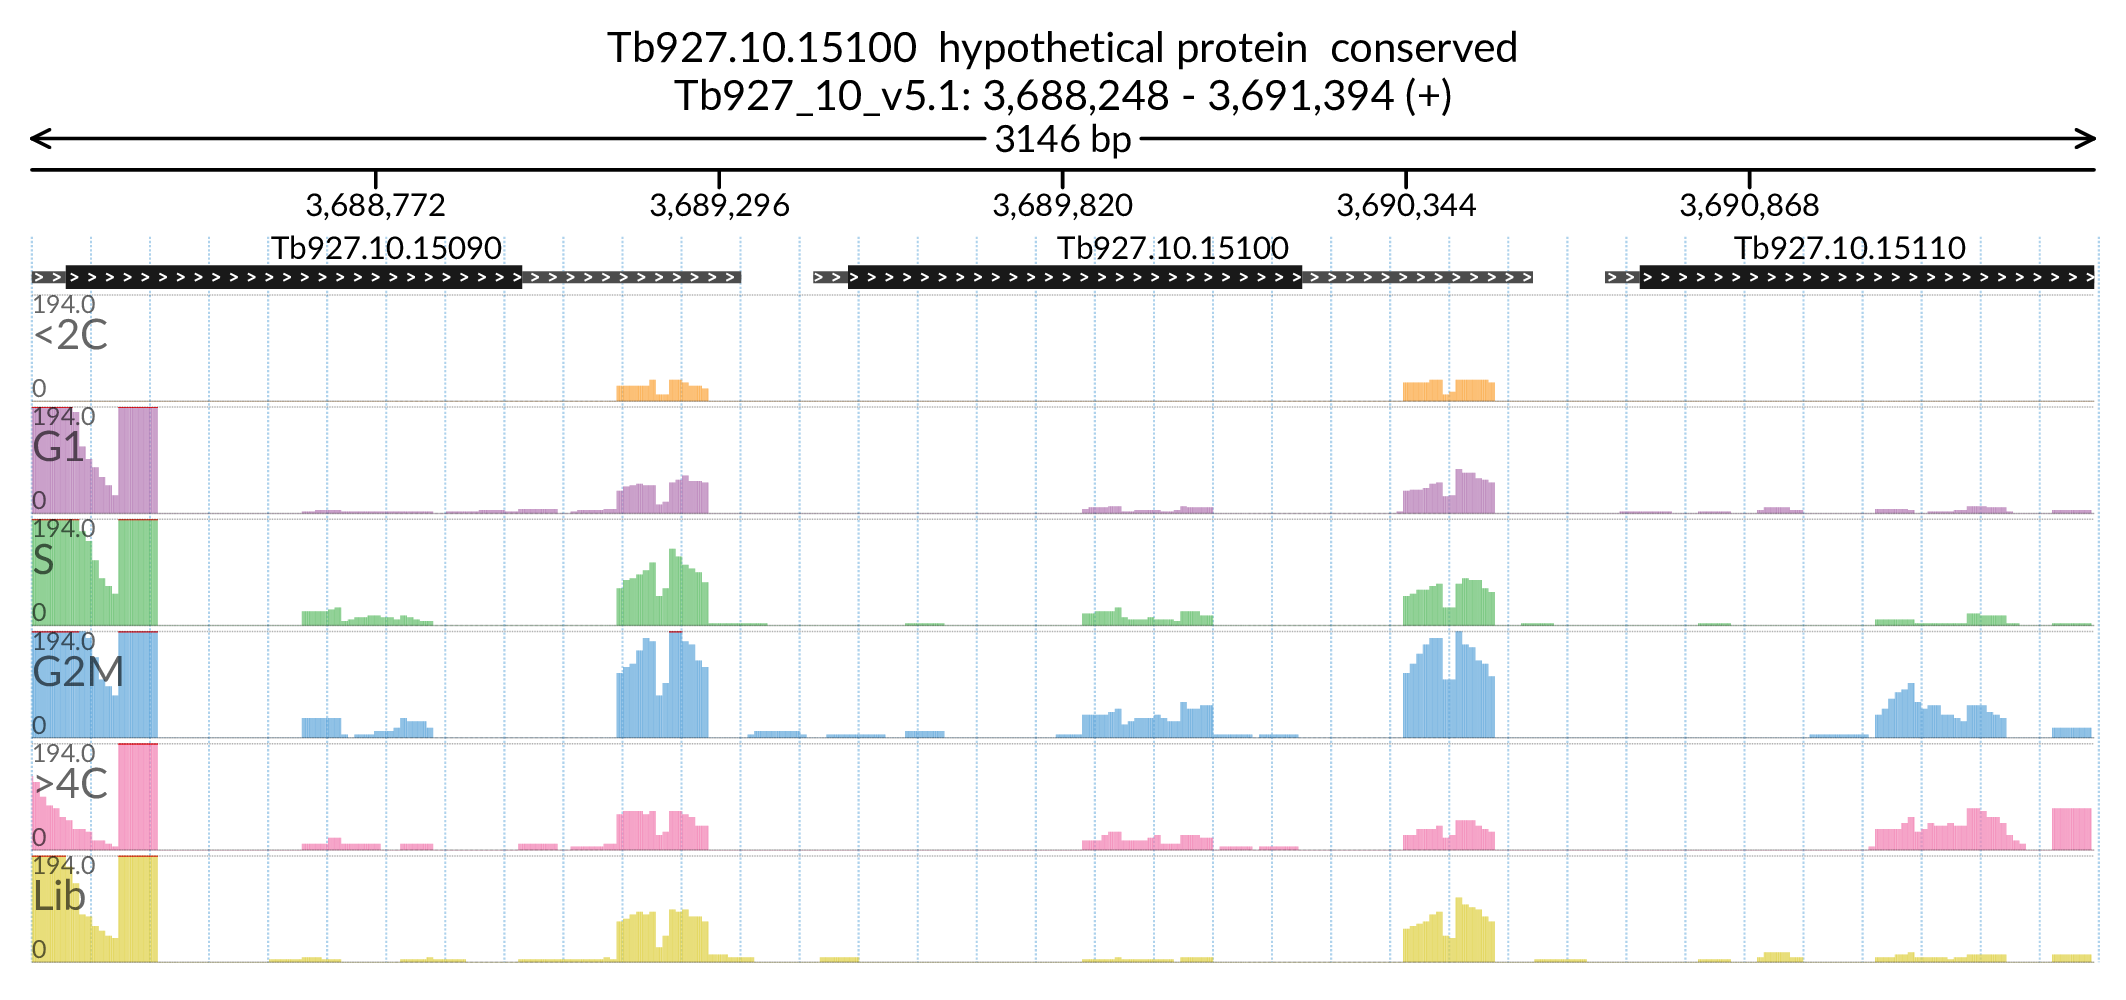 Tb927.10.15100 hypothetical protein conserved
Tb927_10_v5.1: 3,688,248 - 3,691,394 (+)
3146 bp
3,688,772 3,689,296 3,689,820 3,690,344 3,690,868
Tb927.10.15090 Tb927.10.15100 Tb927.10.15110
194.0
<2C
0
194.0
G1
0
194.0
S
0
194.0
G2M
0
194.0
>4C
0
194.0
Lib
0